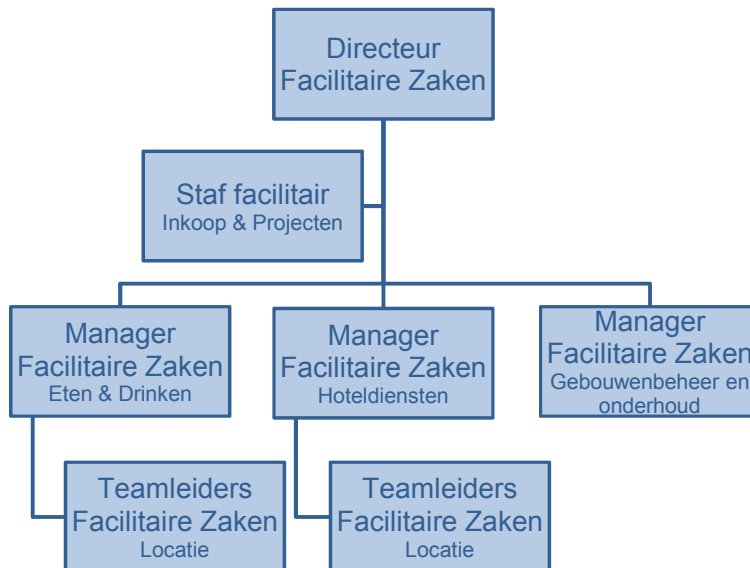 Directeur
Facilitaire Zaken
Staf facilitair
Inkoop & Projecten
Manager
Facilitaire Zaken
Eten & Drinken
Manager
Facilitaire Zaken
Hoteldiensten
Manager
Facilitaire Zaken
Gebouwenbeheer en
onderhoud
Teamleiders
Facilitaire Zaken
Locatie
Teamleiders
Facilitaire Zaken
Locatie